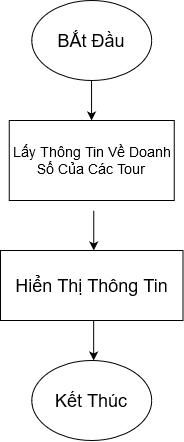 BẮt Đầu
Lấy Thông Tin Về Doanh
Số Của Các Tour
Hiển Thị Thông Tin
Kết Thúc